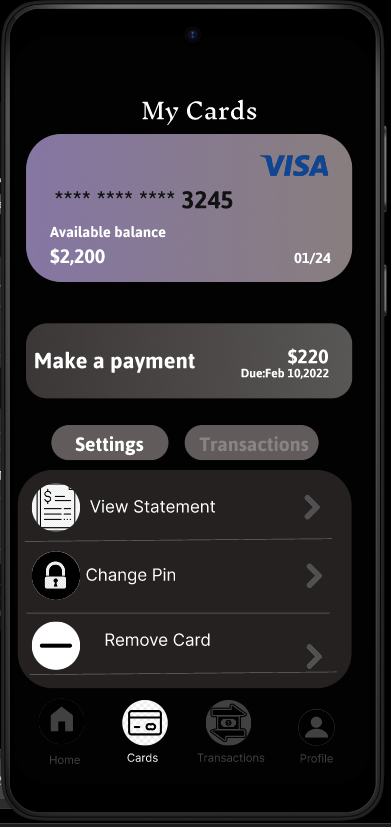 My Cards
VISA
**** **** **** 3245
Available balance
$2,200 01/24
Make a payment $220
Due:Feb 10,2022
Settings Transactions
View Statement
Change Pin
Remove Card
Home Cards Transactions Profile